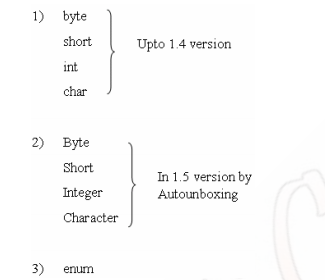 1) byte
short
Upto 1.4 version
int
char
2) Byte
Short
In 1.5 version by
Integer
Autounboxing
Character
3) enum